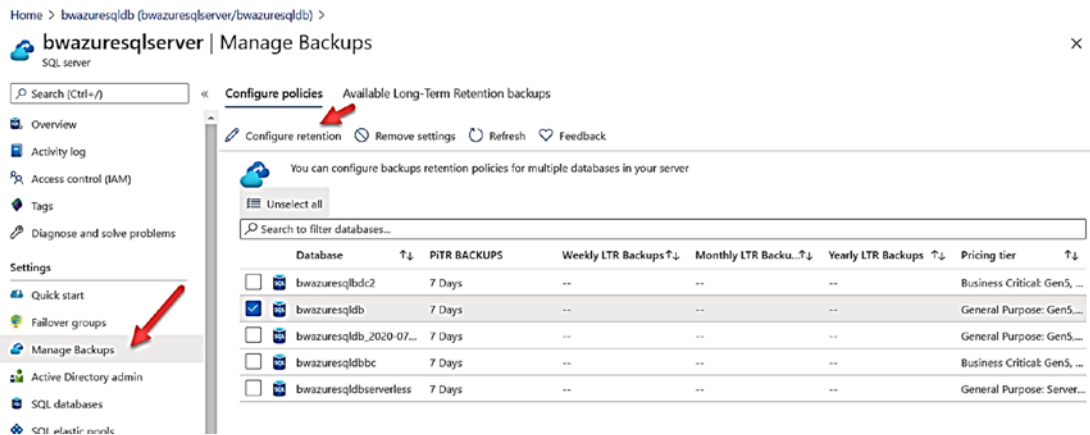 Home > bwazuresqldb (bwazuresqlserver/bwazuresqldb) >
bwazuresqlserver | Manage Backups
SQL server
Search (Ctrl+/)
Overview
Activity log
Access control (IAM)
Tags
Diagnose and solve problems
Settings
Quick start
Failover groups
Manage Backups
Active Directory admin
SQL databases
SQL elastic pools
Configure policies Available Long-Term Retention backups
Configure retention Remove settings Refresh Feedback
You can configure backups retention policies for multiple databases in your server
Unselect all
Search to filter databases...
Database PiTR BACKUPS Weekly LTR Backups Monthly LTR Backu... Yearly LTR Backups Pricing tier
bwazuresqlbdc2 7 Days -- -- -- Business Critical: Gen5, ...
bwazuresqldb 7 Days -- -- -- General Purpose: Gen5,...
bwazuresqldb_2020-07... 7 Days -- -- -- General Purpose: Gen5,...
bwazuresqldbbc 7 Days -- -- -- Business Critical: Gen5, ...
bwazuresqldbserverless 7 Days -- -- -- General Purpose: Server...